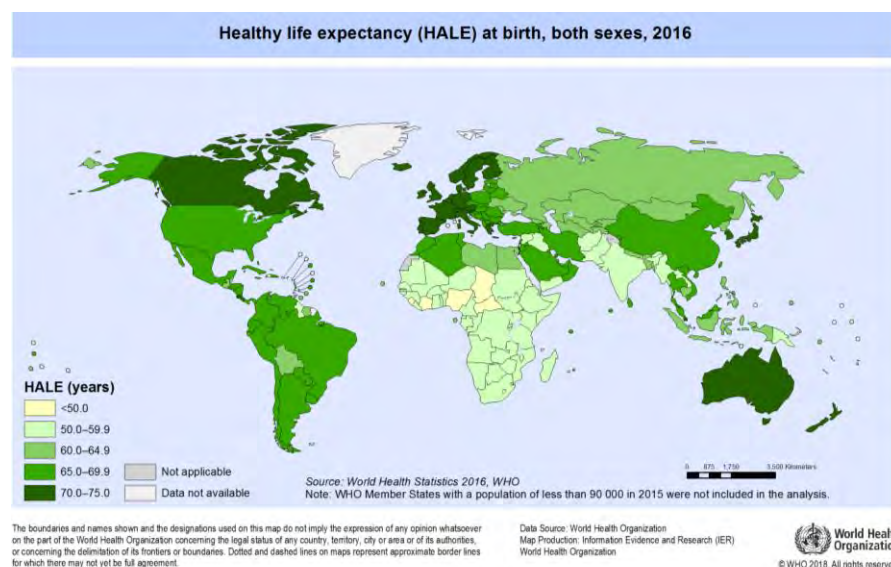 Healthy life expectancy (HALE) at birth, both sexes, 2016
HALE (years)
<50.0
50.0–59.9
60.0–64.9
65.0–69.9
70.0–75.0
Not applicable
Data not available
0 875 1,750 3,500 Kilometers
Source: World Health Statistics 2016, WHO
Note: WHO Member States with a population of less than 90 000 in 2015 were not included in the analysis.
The boundaries and names shown and the designations used on this map do not imply the expression of any opinion whatsoever
on the part of the World Health Organization concerning the legal status of any country, territory, city or area or of its authorities,
or concerning the delimitation of its frontiers or boundaries. Dotted and dashed lines on maps represent approximate border lines
for which there may not yet be full agreement.
Data Source: World Health Organization
Map Production: Information Evidence and Research (IER)
World Health Organization
World Heal
Organizatio
© WHO 2018. All rights reserve